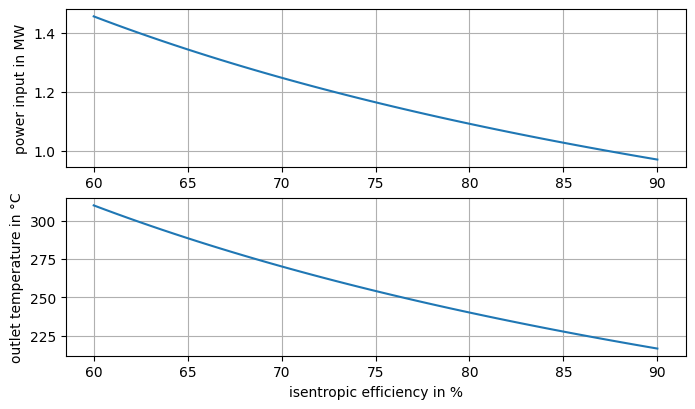 power input in MW
1.4
1.2
1.0
60 65 70 75 80 85 90
outlet temperature in °C
300
275
250
225
60 65 70 75 80 85 90
isentropic efficiency in %